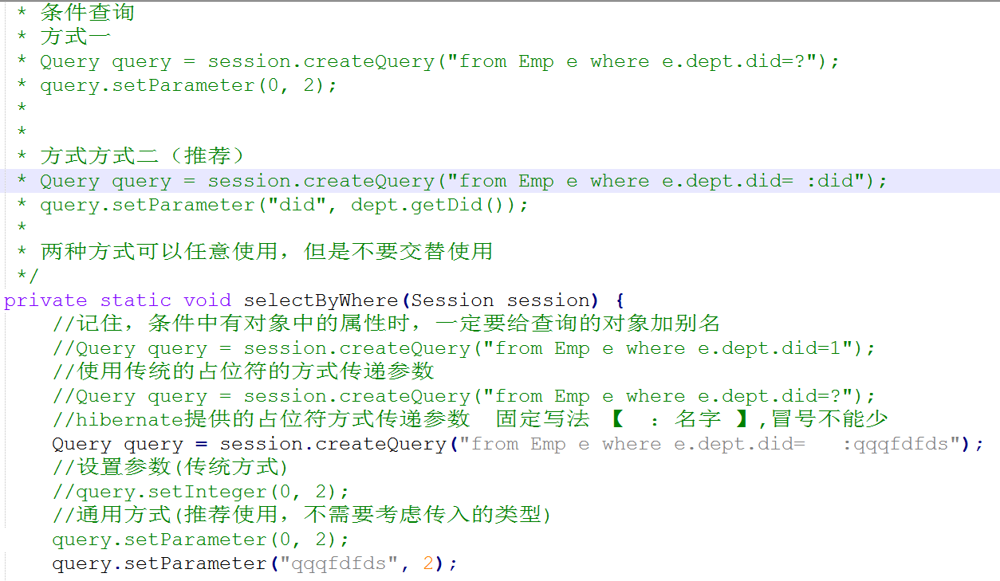 * 条件查询
* 方式一
* Query query = session.createQuery("from Emp e where e.dept.did=?");
* query.setParameter(0, 2);
*
*
* 方式方式二（推荐）
* Query query = session.createQuery("from Emp e where e.dept.did= :did");
* query.setParameter("did", dept.getDid());
*
* 两种方式可以任意使用，但是不要交替使用
*/
private static void selectByWhere(Session session) {
//记住，条件中有对象中的属性时，一定要给查询的对象加别名
//Query query = session.createQuery("from Emp e where e.dept.did=1");
//使用传统的占位符的方式传递参数
//Query query = session.createQuery("from Emp e where e.dept.did=?");
//hibernate提供的占位符方式传递参数  固定写法 【  ：名字 】,冒号不能少
Query query = session.createQuery("from Emp e where e.dept.did=   :qqqfdfds");
//设置参数(传统方式)
//query.setInteger(0, 2);
//通用方式(推荐使用，不需要考虑传入的类型)
query.setParameter(0, 2);
query.setParameter("qqqfdfds", 2);